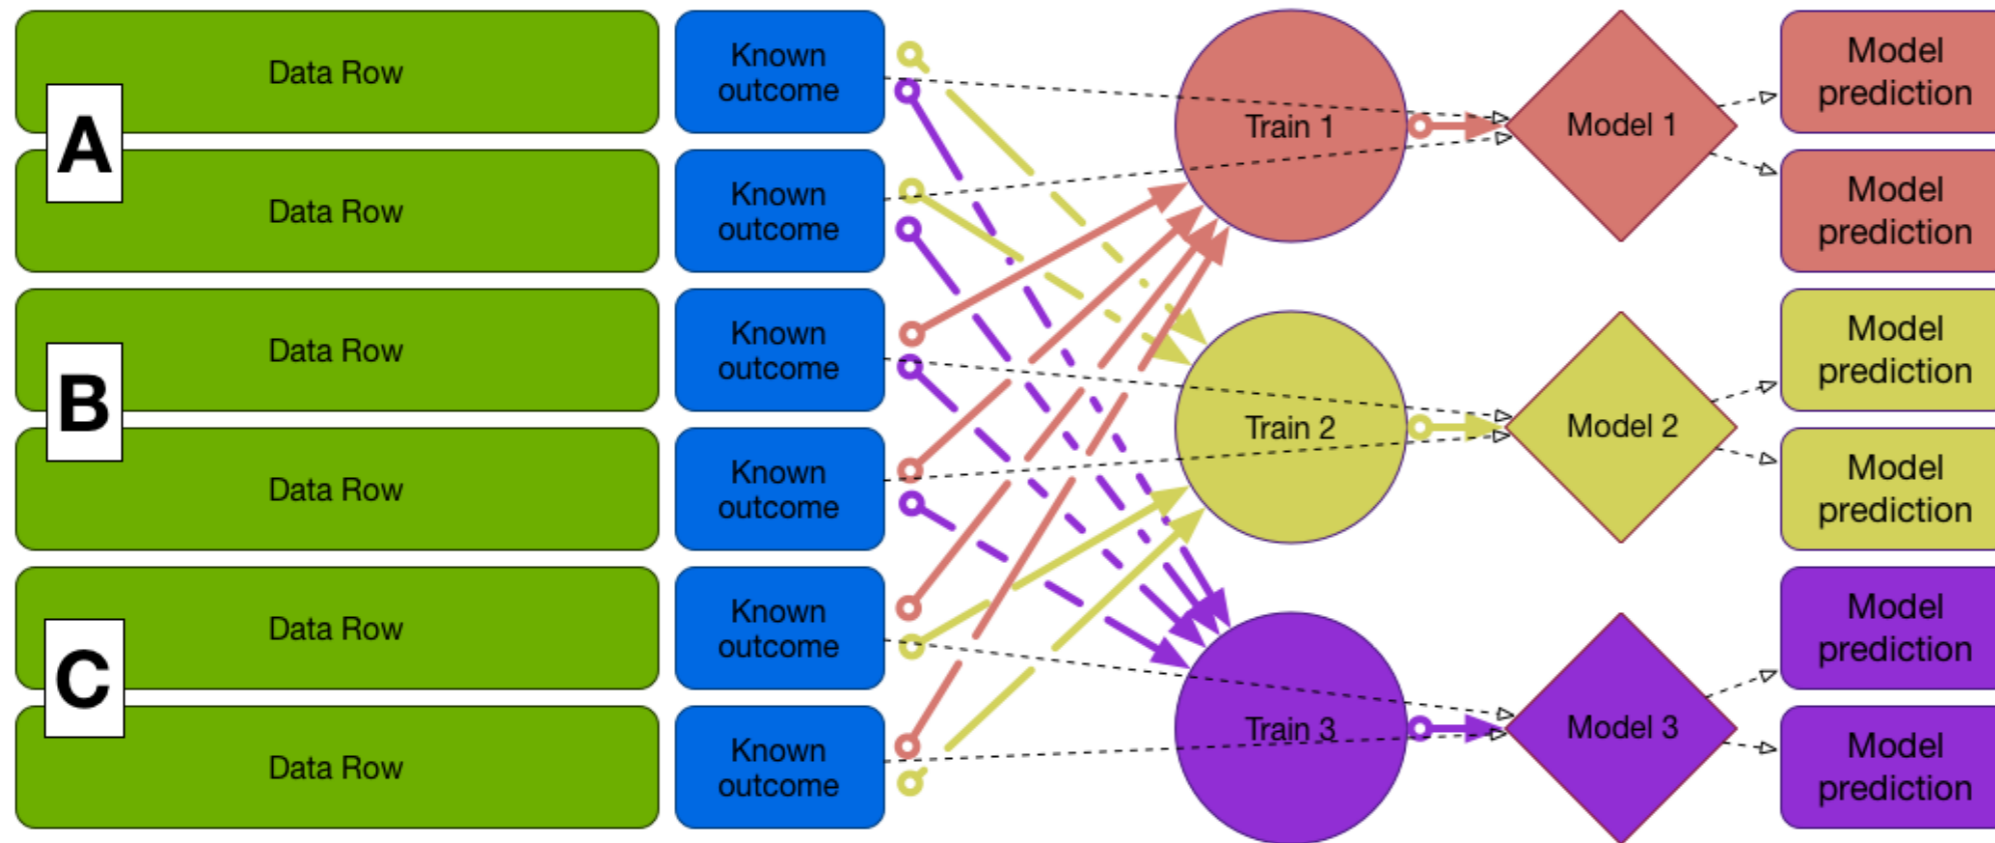 Data Row
Known
outcome
Train 1
Model 1
Model
prediction
A
Data Row
Known
outcome
Model
prediction
Data Row
Known
outcome
Train 2
Model 2
Model
prediction
B
Data Row
Known
outcome
Model
prediction
Data Row
Known
outcome
Train 3
Model 3
Model
prediction
C
Data Row
Known
outcome
Model
prediction